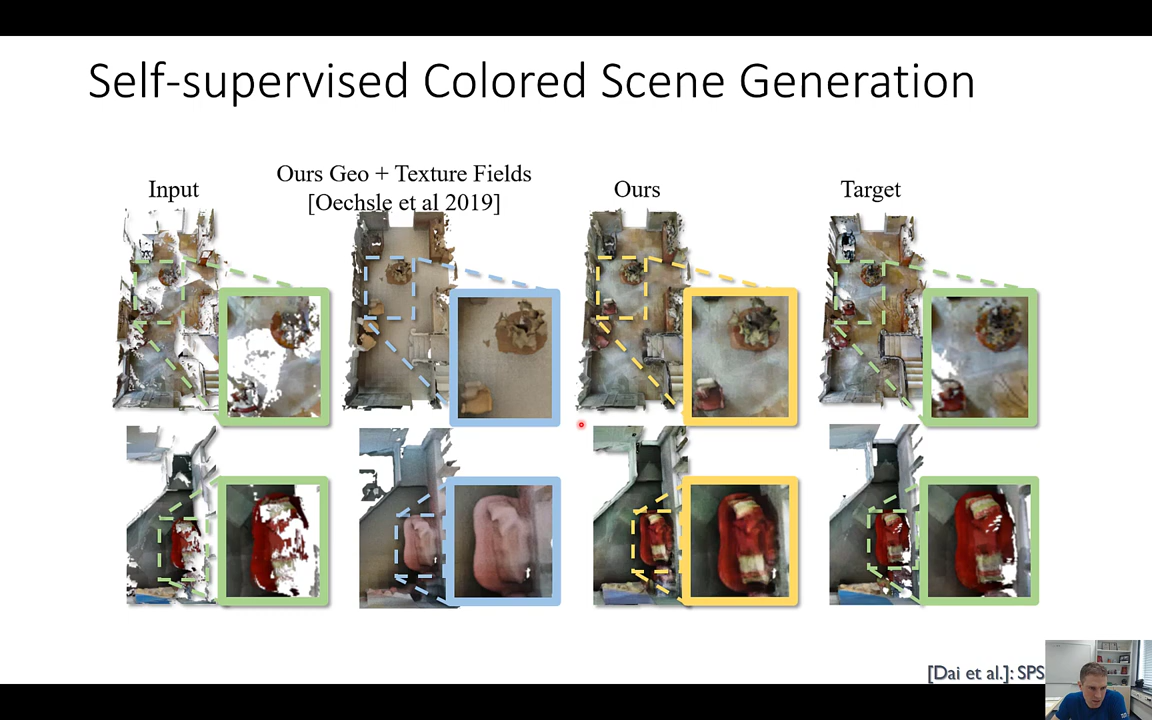 Self-supervised Colored Scene Generation
Input
Ours Geo + Texture Fields
[Oechsle et al 2019]
Ours
Target
[Dai et al.]: SPS